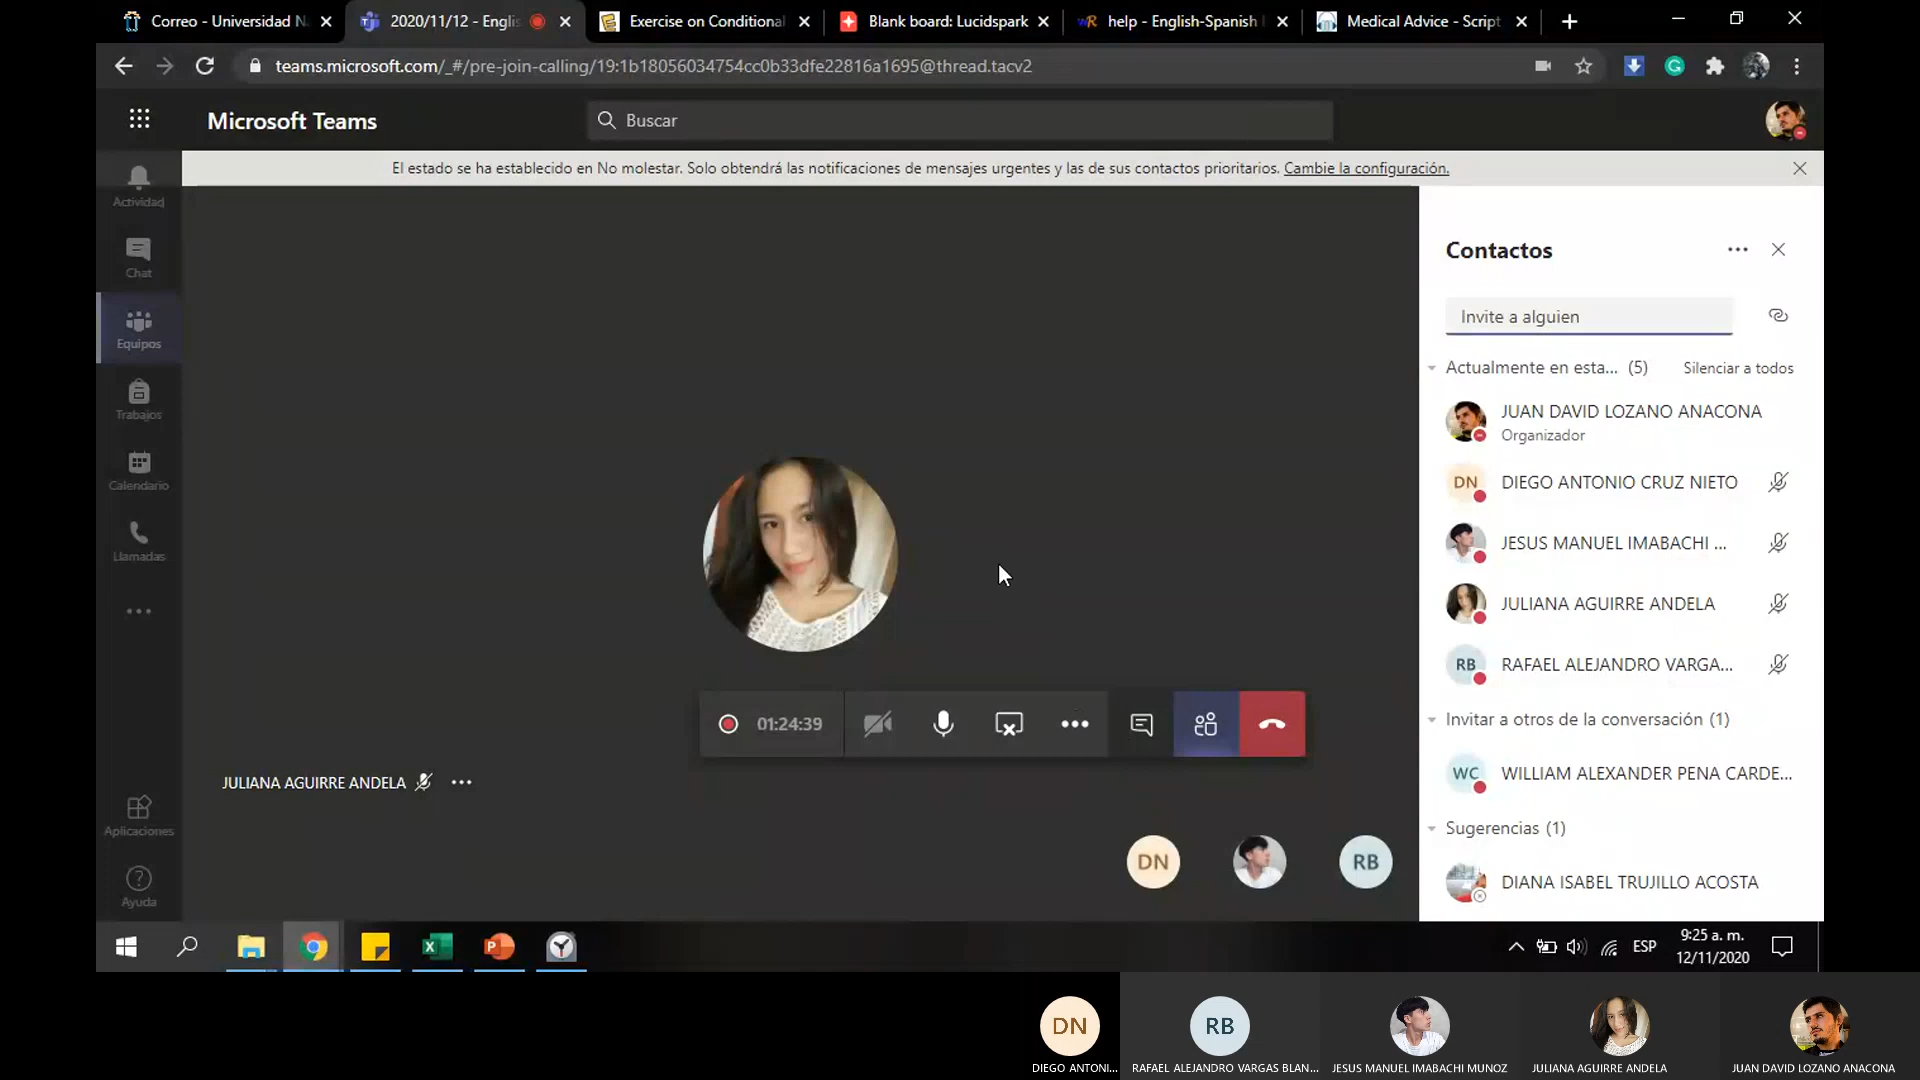 Correo - Universidad N
2020/11/12 - Englis
Exercise on Conditional
Blank board: Lucidspark
wR help - English-Spanish
Medical Advice - Script
teams.microsoft.com/_#/pre-join-calling/19:1b18056034754cc0b33dfe22816a1695@thread.tacv2
Microsoft Teams
Buscar
El estado se ha establecido en No molestar. Solo obtendrá las notificaciones de mensajes urgentes y las de sus contactos prioritarios. Cambie la configuración.
Actividad
Chat
Equipos
Trabajos
Calendario
Llamadas
Aplicaciones
Ayuda
01:24:39
JULIANA AGUIRRE ANDELA
DN
RB
Contactos
Invite a alguien
Actualmente en esta... (5) Silenciar a todos
JUAN DAVID LOZANO ANACONA
Organizador
DN DIEGO ANTONIO CRUZ NIETO
JESUS MANUEL IMABACHI ...
JULIANA AGUIRRE ANDELA
RB RAFAEL ALEJANDRO VARGA...
Invitar a otros de la conversación (1)
WC WILLIAM ALEXANDER PENA CARDE...
Sugerencias (1)
DIANA ISABEL TRUJILLO ACOSTA
ESP
9:25 a. m.
12/11/2020
DN
RB
DIEGO ANTONI...
RAFAEL ALEJANDRO VARGAS BLAN...
JESUS MANUEL IMABACHI MUNOZ
JULIANA AGUIRRE ANDELA
JUAN DAVID LOZANO ANACONA